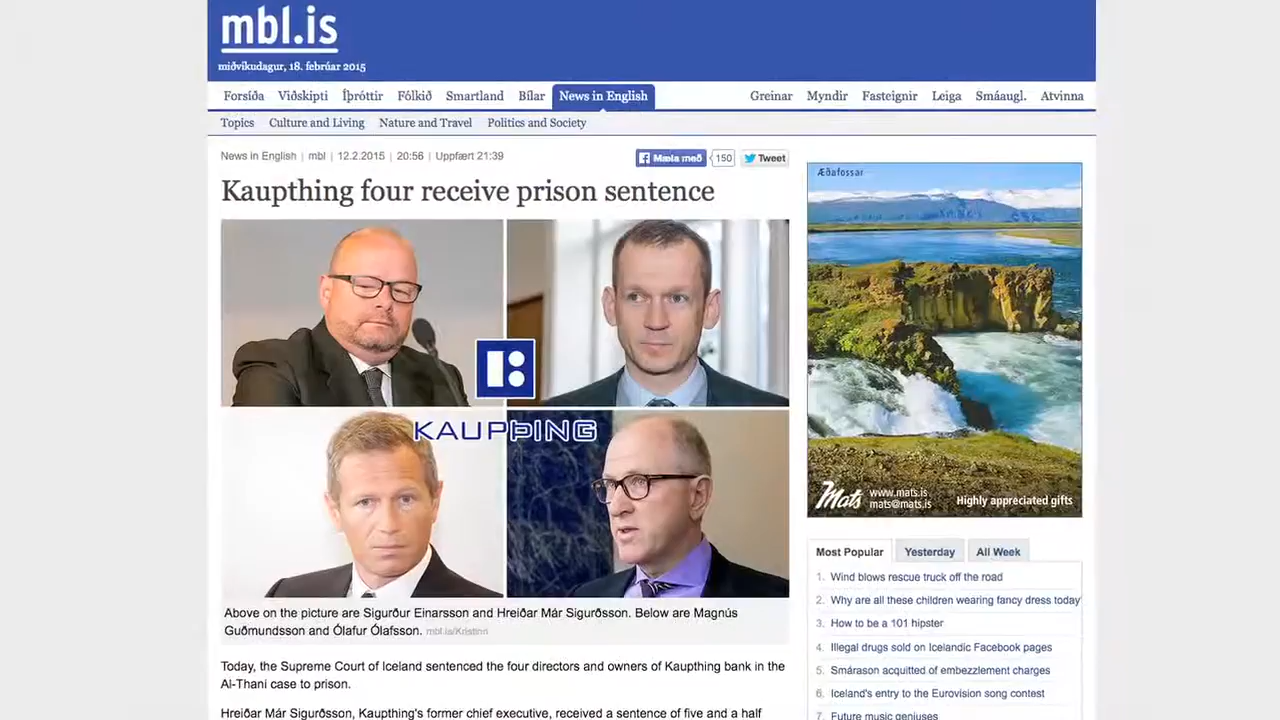 mbl.is
miðvikudagur, 18. febrúar 2015
Forsíða Viðskipti Íþróttir Fólkið Smartland Bílar News in English Greinar Myndir Fasteignir Leiga Smáaugl. Atvinna
Topics Culture and Living Nature and Travel Politics and Society
News in English | mbl | 12.2.2015 | 20:56 | Uppfært 21:39
Mæla með 150 Tweet
Kaupthing four receive prison sentence
KAUPÞING
Above on the picture are Sigurður Einarsson and Hreiðar Már Sigurðsson. Below are Magnús
Guðmundsson and Ólafur Ólafsson. mbl.is/Kristinn
Today, the Supreme Court of Iceland sentenced the four directors and owners of Kaupthing bank in the
Al-Thani case to prison.
Hreiðar Már Sigurðsson, Kaupthing's former chief executive, received a sentence of five and a half
Æðafossar
Mats
www.mats.is
mats@mats.is
Highly appreciated gifts
Most Popular Yesterday All Week
1. Wind blows rescue truck off the road
2. Why are all these children wearing fancy dress today
3. How to be a 101 hipster
4. Illegal drugs sold on Icelandic Facebook pages
5. Smárason acquitted of embezzlement charges
6. Iceland's entry to the Eurovision song contest
7. Future music geniuses